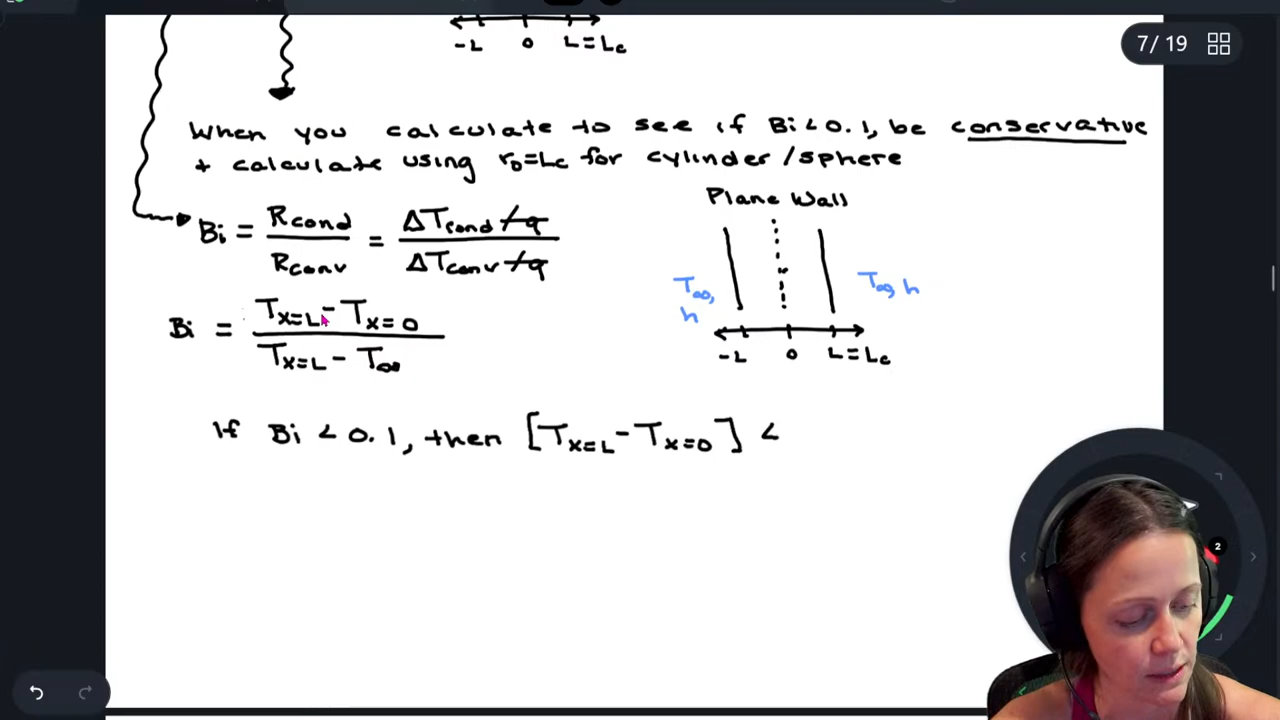 -L 0 L=Lc
7/19
When you calculate to see if Bi<0.1, be conservative
+ calculate using ro=Lc for cylinder/sphere
Plane Wall
Bi = Rcond / Rconv = ΔTcond/q / ΔTconv/q
T∞, h
T∞, h
Bi = Tx=L - Tx=0 / Tx=L - T∞
-L 0 L=Lc
If Bi < 0.1, then [Tx=L - Tx=0] <
2